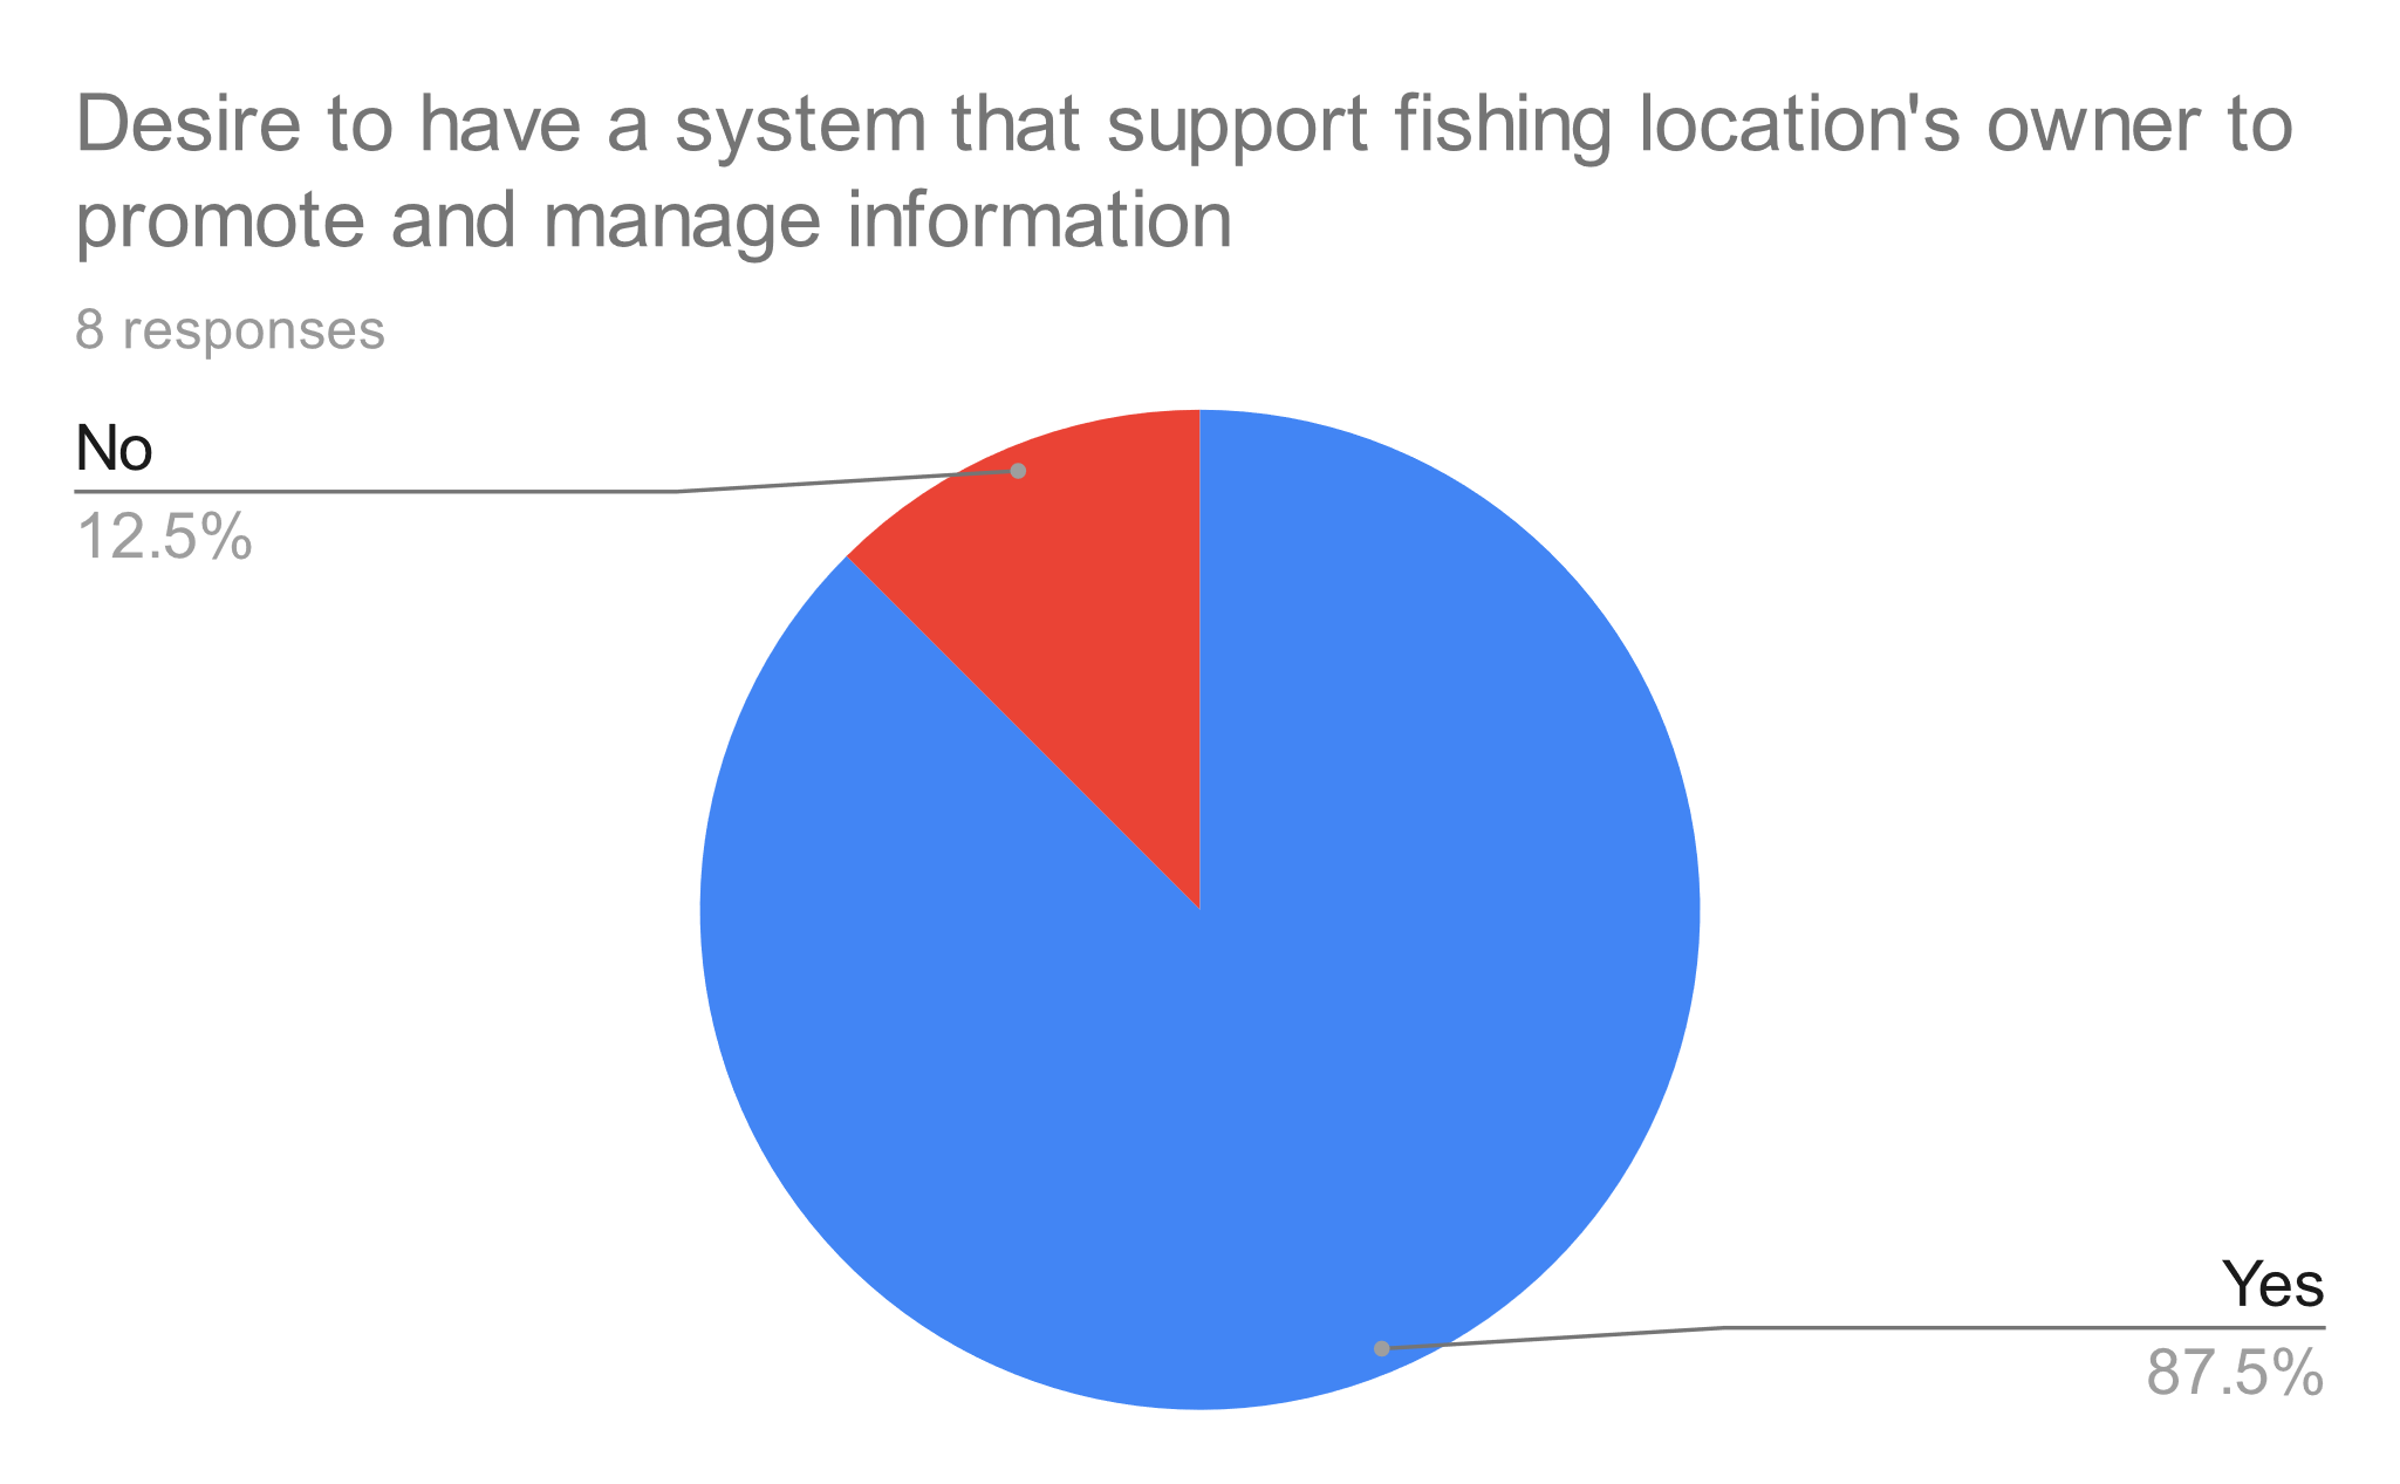 Desire to have a system that support fishing location's owner to
promote and manage information
8 responses
No
12.5%
Yes
87.5%